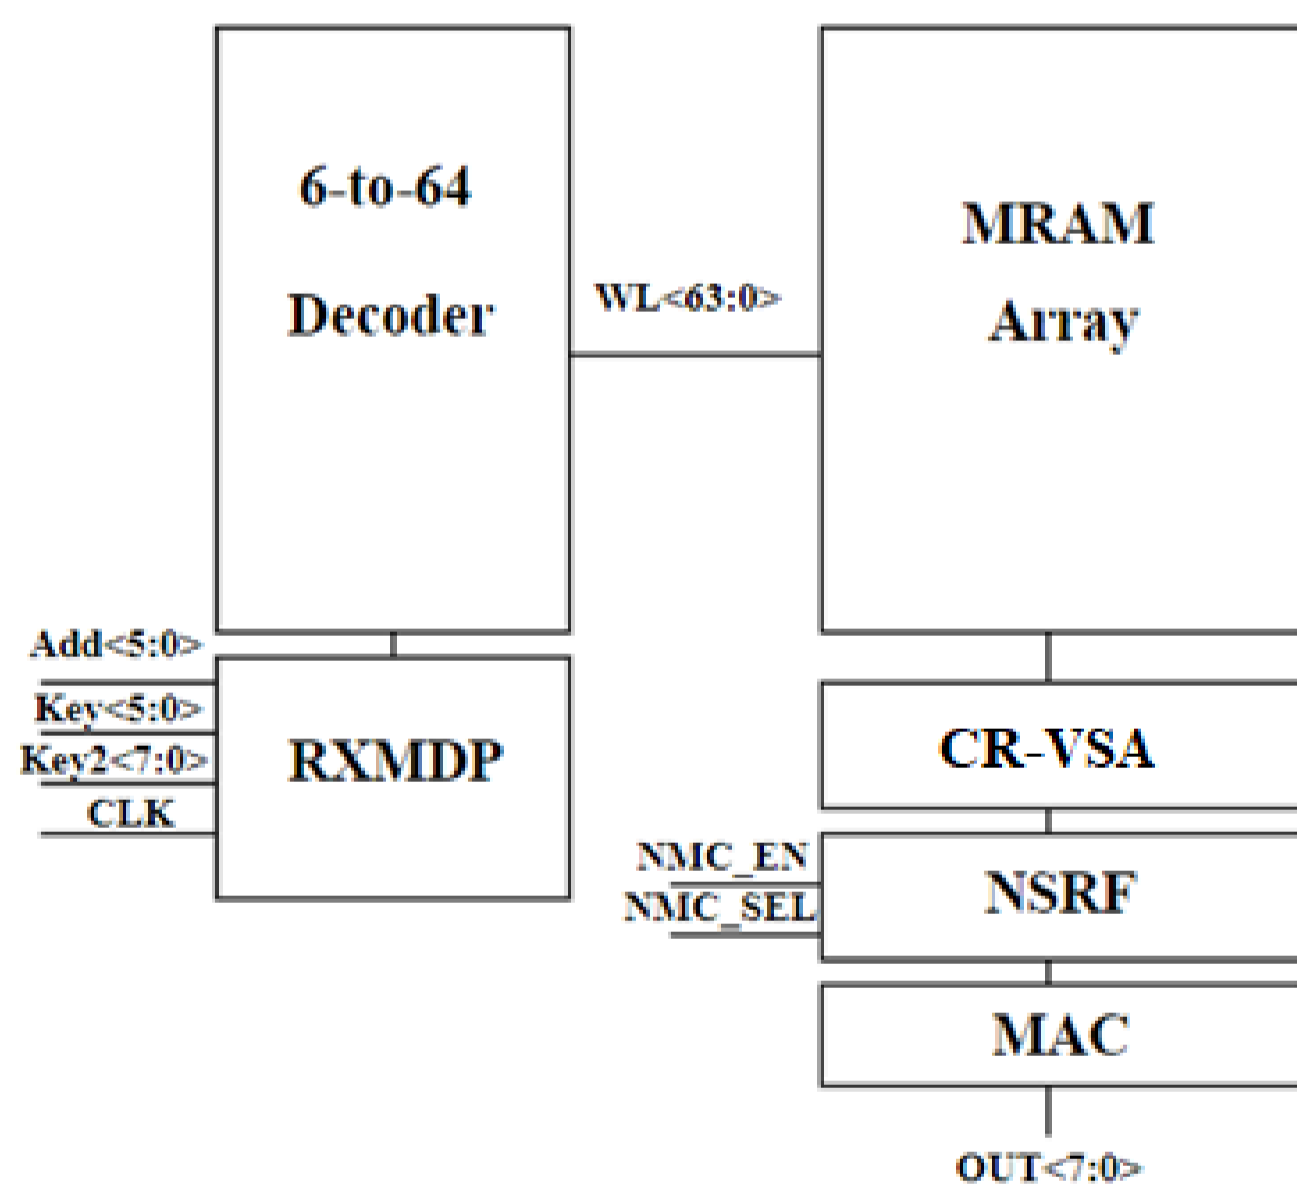 6-to-64
Decoder
WL<63:0>
MRAM
Array
Add<5:0>
Key<5:0>
Key2<7:0>
CLK
RXMDP
CR-VSA
NMC_EN
NMC_SEL
NSRF
MAC
OUT<7:0>